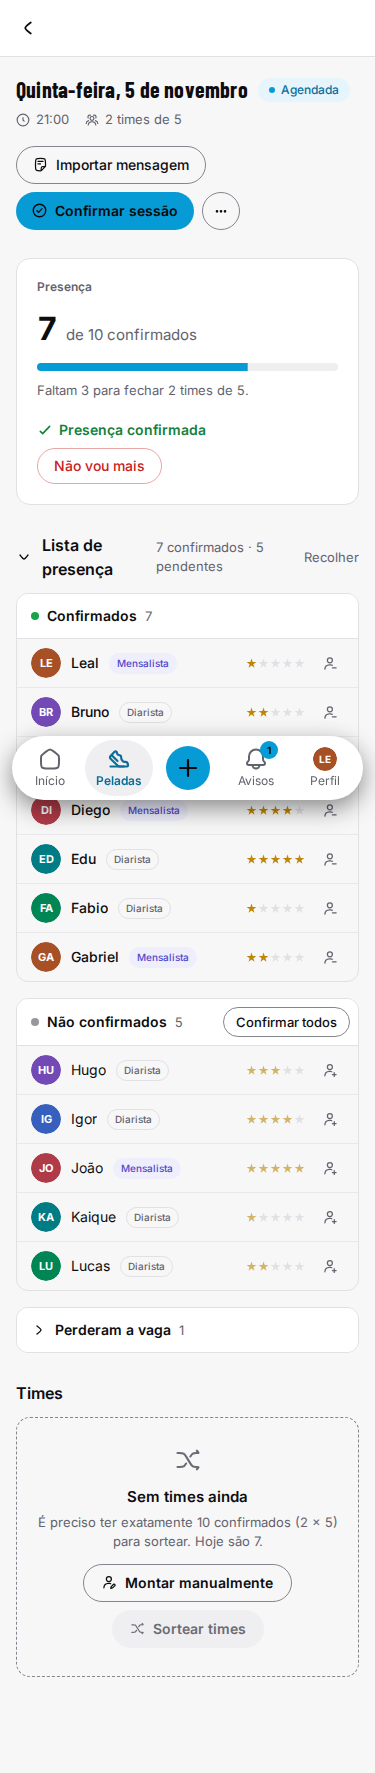 Quinta-feira, 5 de novembro Agendada
21:00 2 times de 5
Importar mensagem
Confirmar sessão
Presença
7 de 10 confirmados
Faltam 3 para fechar 2 times de 5.
Presença confirmada
Não vou mais
Lista de presença 7 confirmados · 5 pendentes Recolher
Confirmados 7
LE Leal Mensalista
BR Bruno Diarista
Início Peladas Avisos 1 LE Perfil
DI Diego Mensalista
ED Edu Diarista
FA Fabio Diarista
GA Gabriel Mensalista
Não confirmados 5 Confirmar todos
HU Hugo Diarista
IG Igor Diarista
JO João Mensalista
KA Kaique Diarista
LU Lucas Diarista
Perderam a vaga 1
Times
Sem times ainda
É preciso ter exatamente 10 confirmados (2 × 5)
para sortear. Hoje são 7.
Montar manualmente
Sortear times